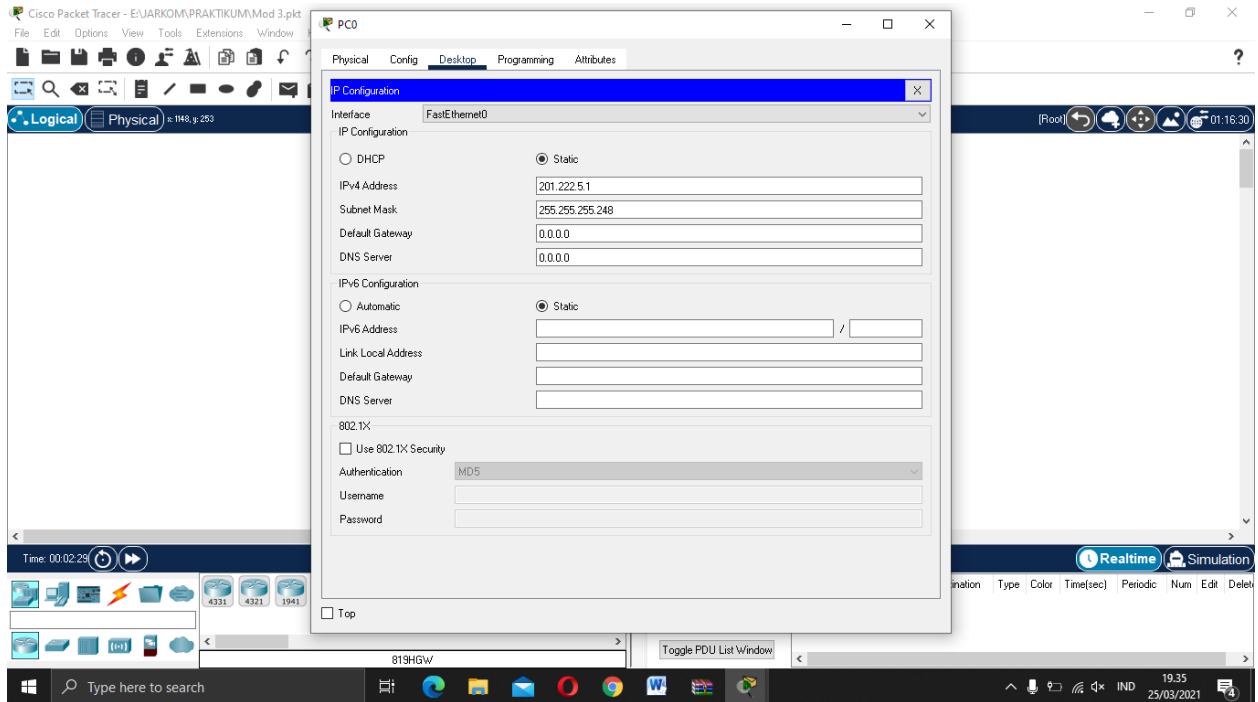 Cisco Packet Tracer - E:\JARKOM\PRAKTIKUM\Mod 3.pkt
File Edit Options View Tools Extensions Window
PC0
Physical Config Desktop Programming Attributes
?
IP Configuration X
Interface FastEthernet0
Logical Physical x: 1148, y: 253
[Root] 01:16:30
IP Configuration
DHCP Static
IPv4 Address 201.222.5.1
Subnet Mask 255.255.255.248
Default Gateway 0.0.0.0
DNS Server 0.0.0.0
IPv6 Configuration
Automatic Static
IPv6 Address /
Link Local Address
Default Gateway
DNS Server
802.1X
Use 802.1X Security
Authentication MD5
Username
Password
Time: 00:02:29
Realtime Simulation
4331 4321 1941
ination Type Color Time(sec) Periodic Num Edit Delet
Top
Toggle PDU List Window
819HGW
Type here to search
IND
19.35
25/03/2021
4